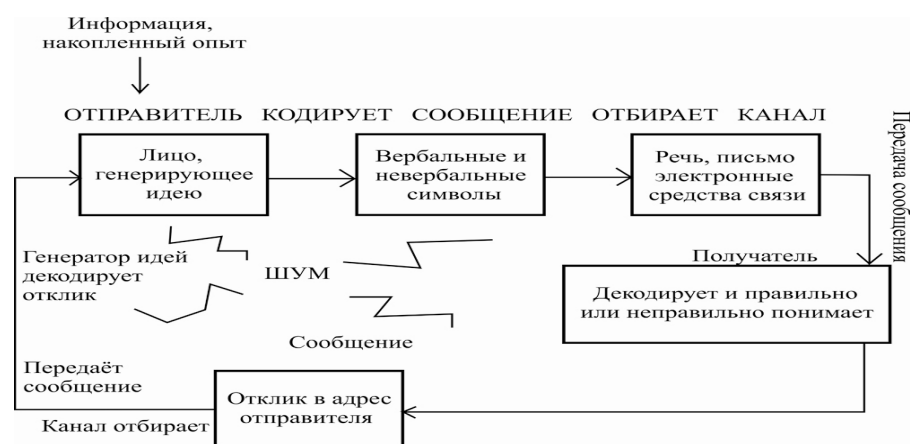 Информация,
накопленный опыт
ОТПРАВИТЕЛЬ КОДИРУЕТ СООБЩЕНИЕ ОТБИРАЕТ КАНАЛ
Лицо,
генерирующее
идею
Вербальные и
невербальные
символы
Речь, письмо
электронные
средства связи
Передача сообщения
Генератор идей
декодирует
отклик
ШУМ
Получатель
Декодирует и правильно
или неправильно понимает
Сообщение
Передаёт
сообщение
Отклик в адрес
отправителя
Канал отбирает